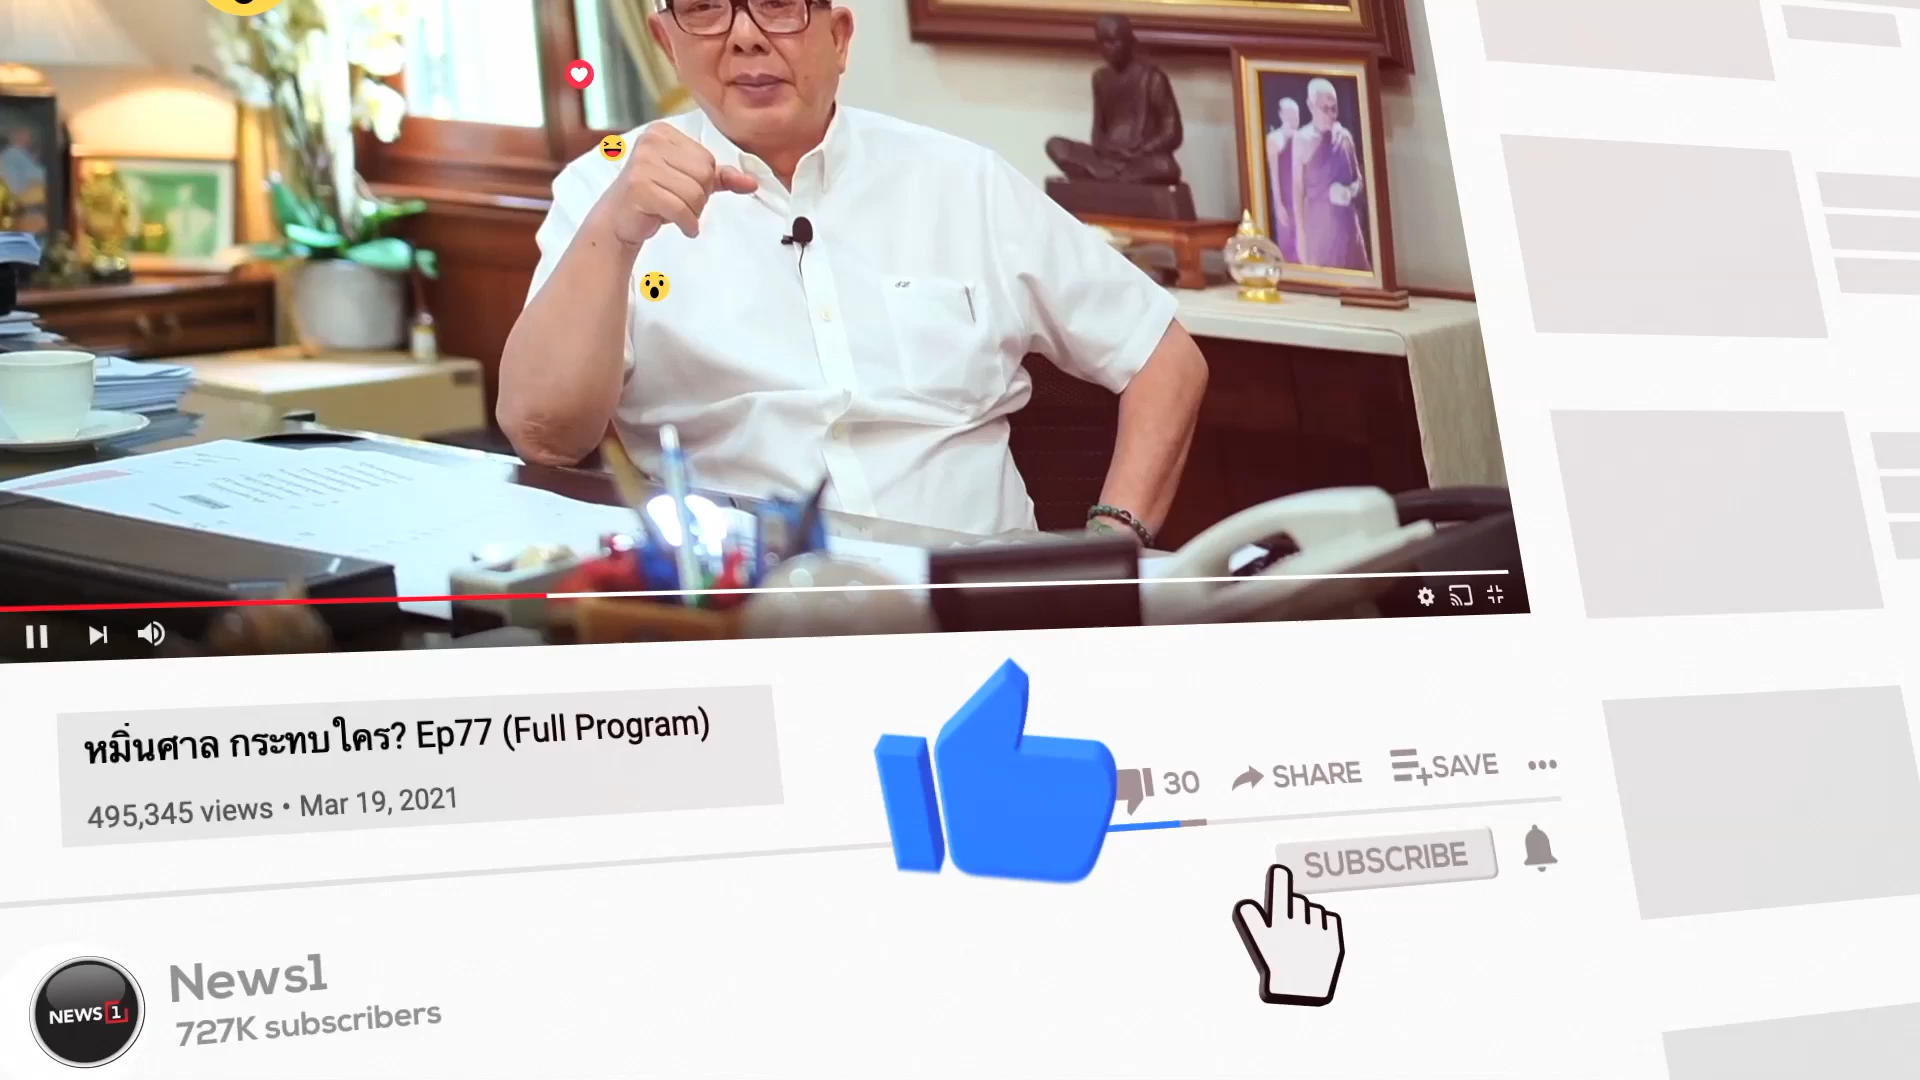 หมิ่นศาล กระทบใคร? Ep77 (Full Program)
495,345 views • Mar 19, 2021
30
SHARE
SAVE
SUBSCRIBE
NEWS 1
News1
727K subscribers